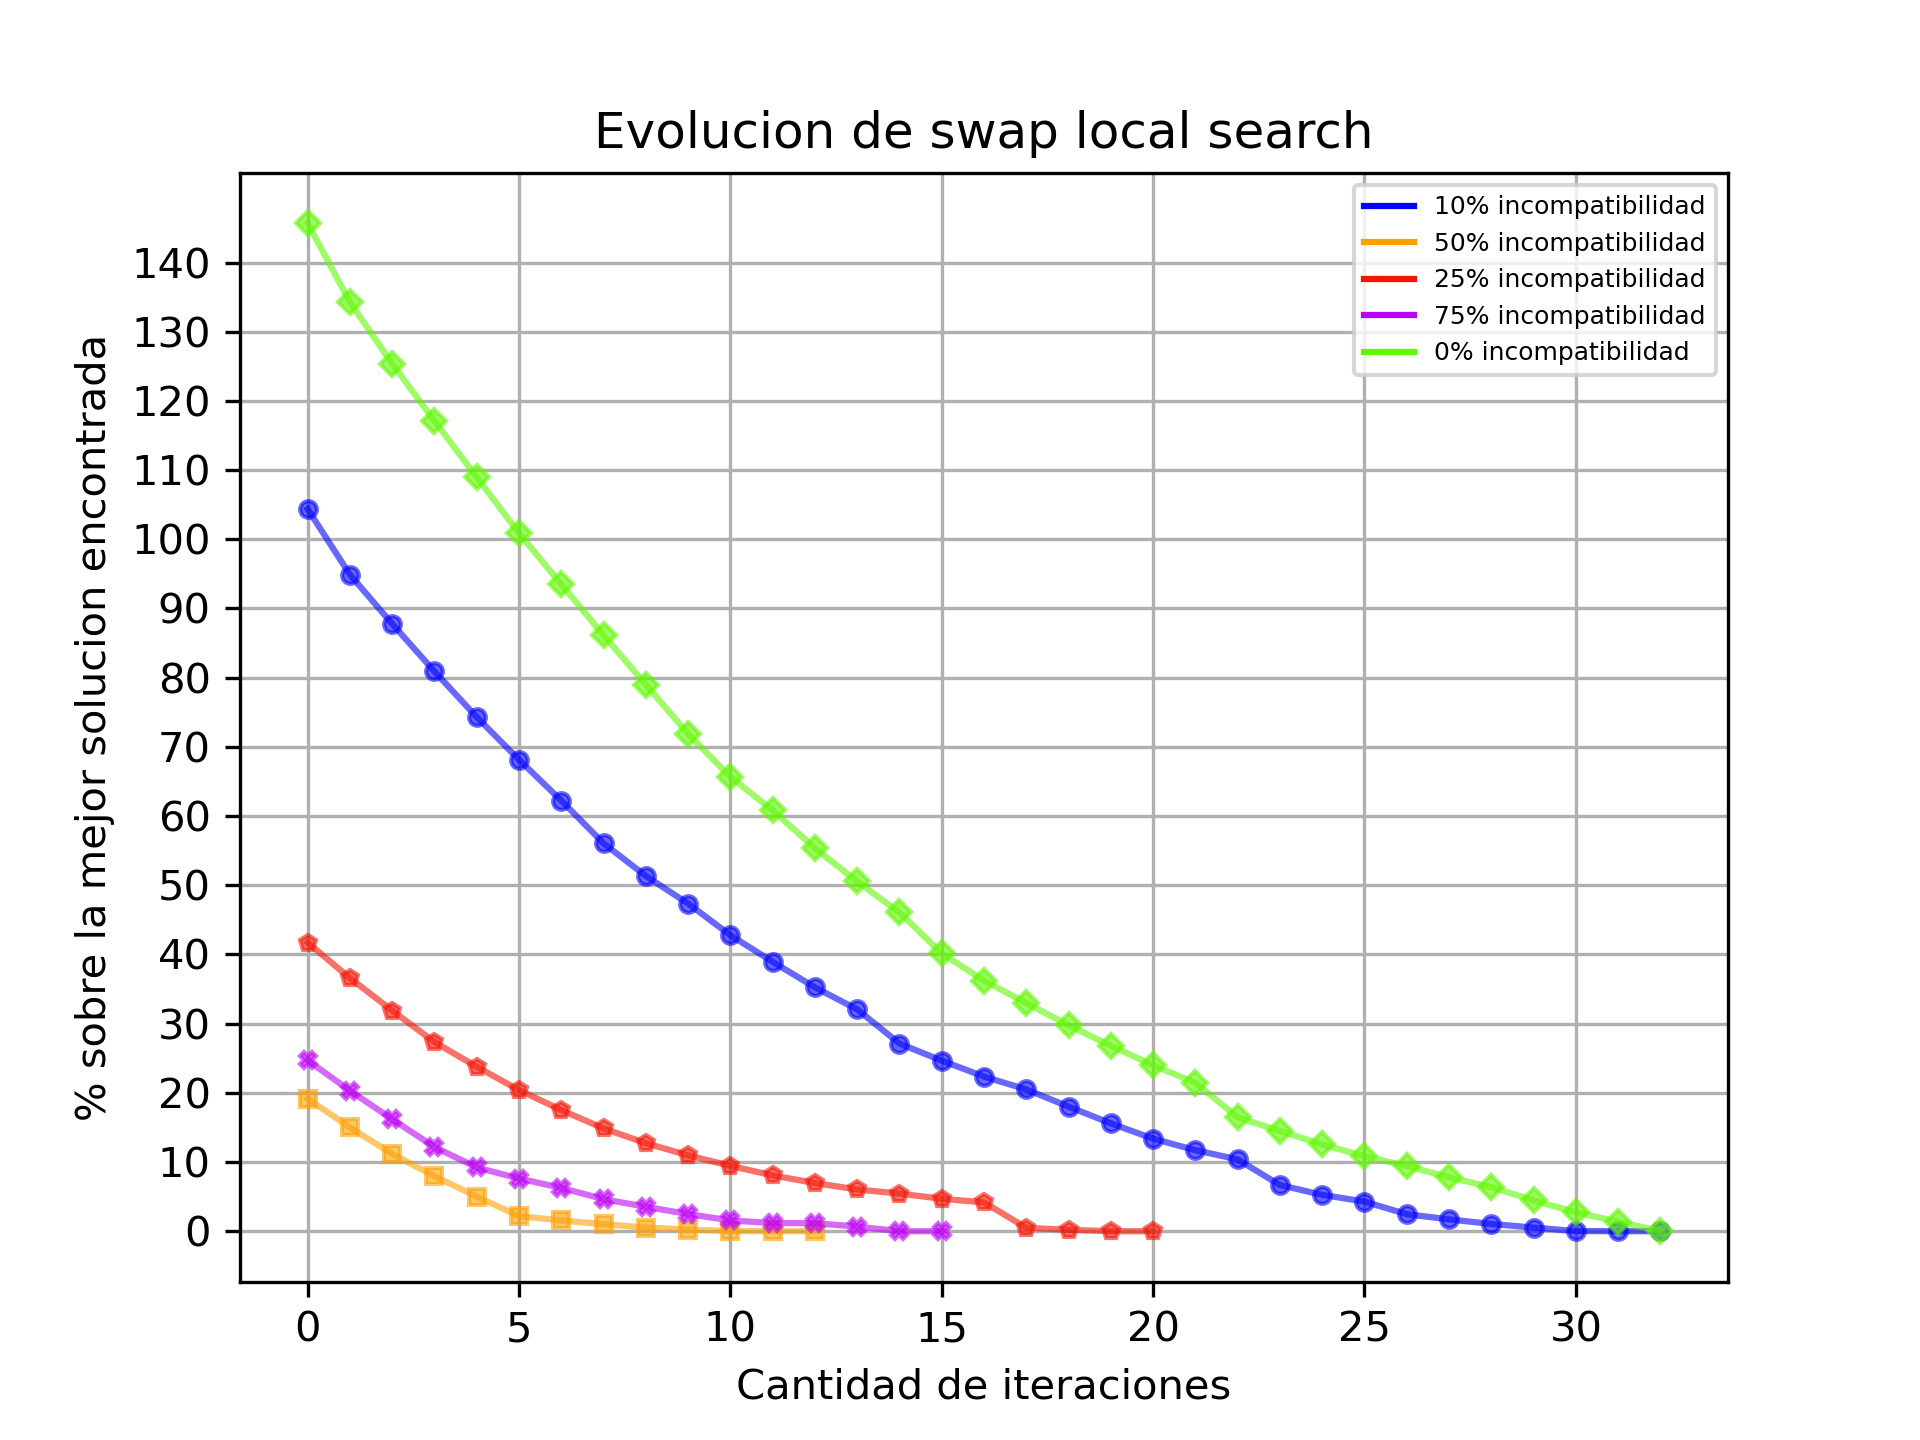 Evolucion de swap local search
10% incompatibilidad
50% incompatibilidad
25% incompatibilidad
75% incompatibilidad
0% incompatibilidad
% sobre la mejor solucion encontrada
140
130
120
110
100
90
80
70
60
50
40
30
20
10
0
0 5 10 15 20 25 30
Cantidad de iteraciones